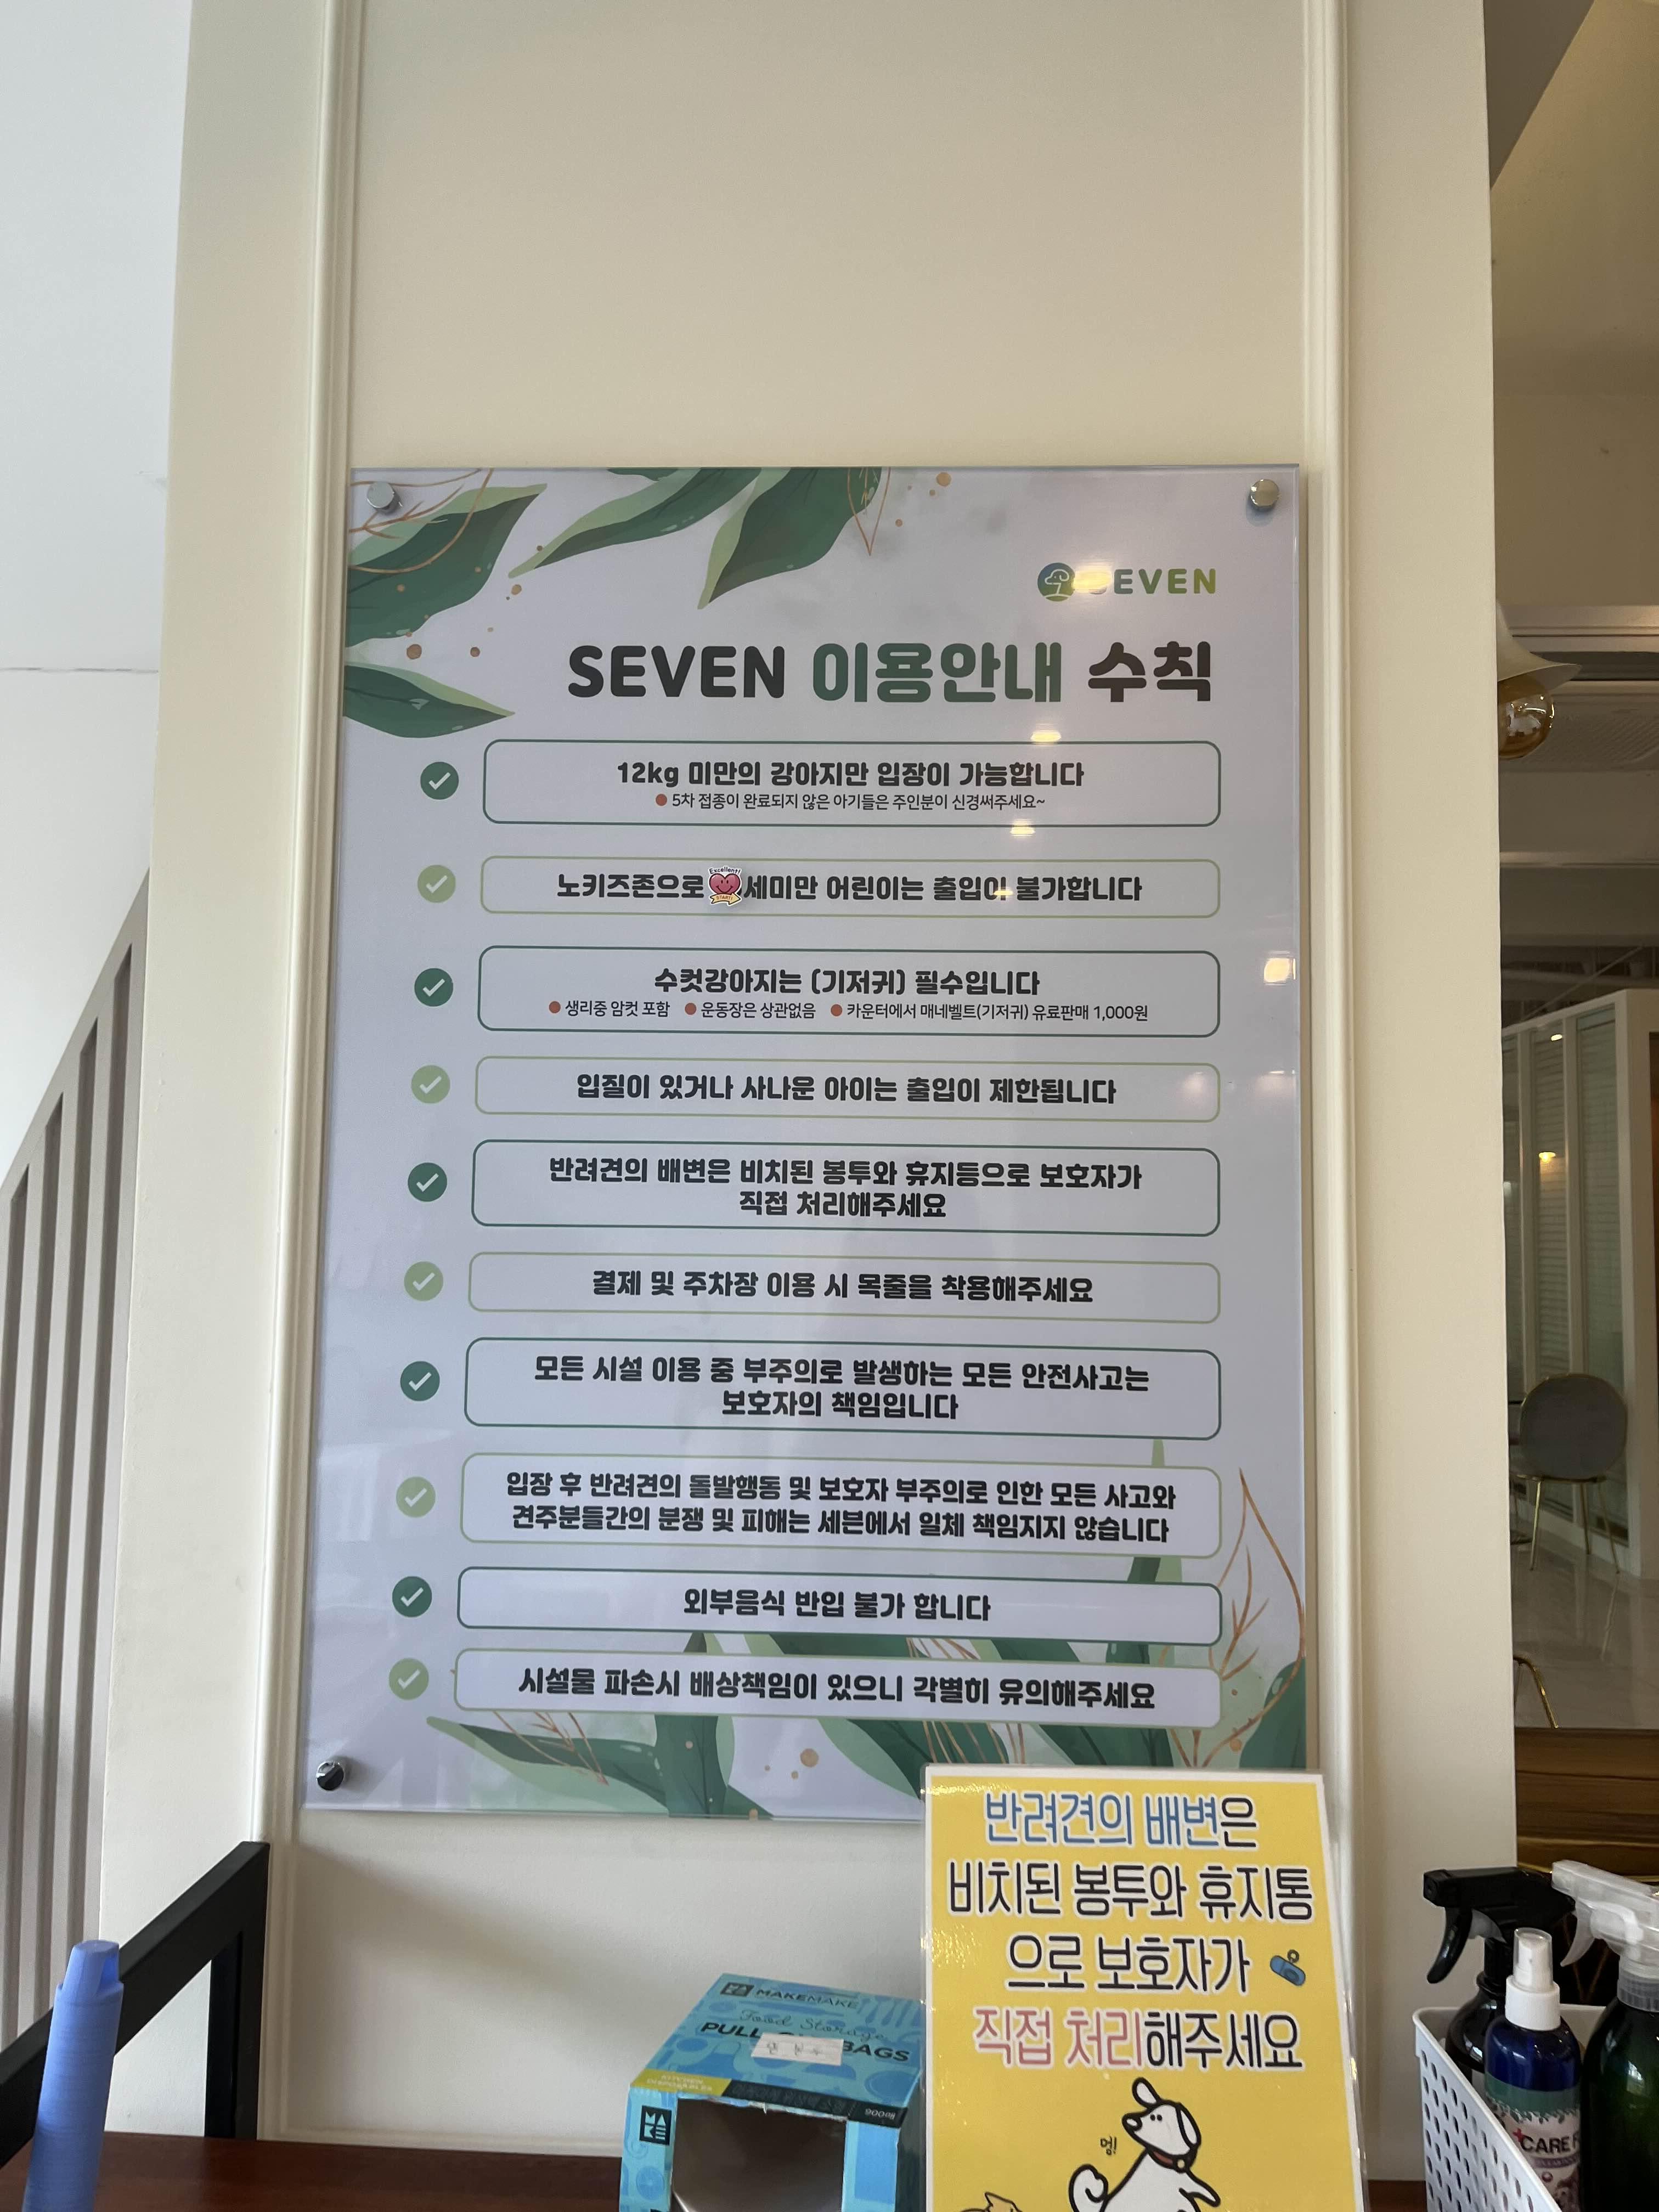 SEVEN
SEVEN 이용안내 수칙
12kg 미만의 강아지만 입장이 가능합니다
5차 접종이 완료되지 않은 아기들은 주인분이 신경써주세요~
노키즈존으로 세미만 어린이는 출입이 불가합니다
Excellent!
수컷강아지는 (기저귀) 필수입니다
생리중 암컷 포함 운동장은 상관없음 카운터에서 매네벨트(기저귀) 유료판매 1,000원
입질이 있거나 사나운 아이는 출입이 제한됩니다
반려견의 배변은 비치된 봉투와 휴지등으로 보호자가
직접 처리해주세요
결제 및 주차장 이용 시 목줄을 착용해주세요
모든 시설 이용 중 부주의로 발생하는 모든 안전사고는
보호자의 책임입니다
입장 후 반려견의 돌발행동 및 보호자 부주의로 인한 모든 사고와
견주분들간의 분쟁 및 피해는 세븐에서 일체 책임지지 않습니다
외부음식 반입 불가 합니다
시설물 파손시 배상책임이 있으니 각별히 유의해주세요
반려견의 배변은
비치된 봉투와 휴지통
으로 보호자가
직접 처리해주세요
멍!
MAKEMAKE
Food Storage
PULL BAGS
KITCHEN
DISPOSABLES
900매
MA
KE
CARE